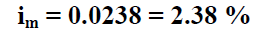 iₘ = 0.0238 = 2.38 %